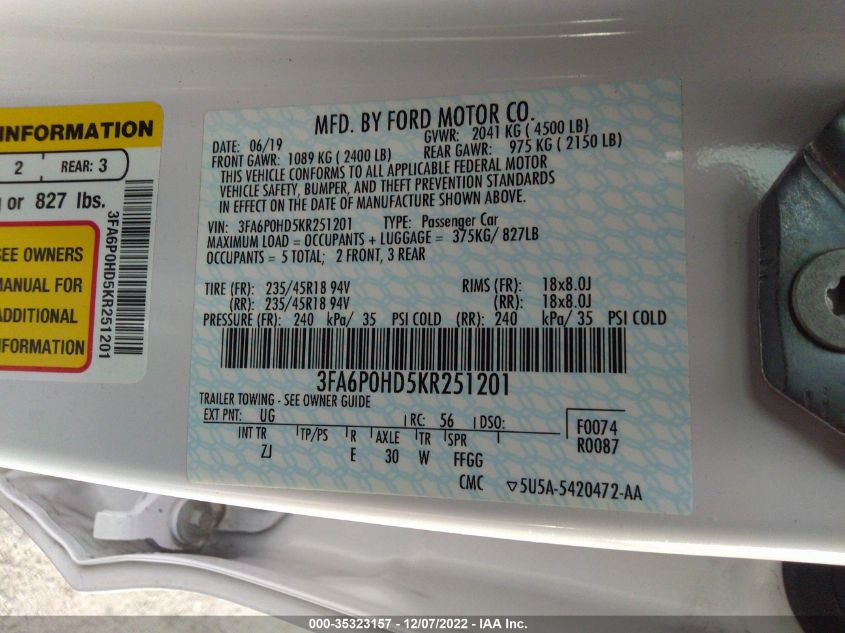 INFORMATION
2 REAR: 3
or 827 lbs.
SEE OWNERS
MANUAL FOR
ADDITIONAL
INFORMATION
3FA6P0HD5KR251201
MFD. BY FORD MOTOR CO.
DATE: 06/19 GVWR: 2041 KG ( 4500 LB)
FRONT GAWR: 1089 KG ( 2400 LB) REAR GAWR: 975 KG ( 2150 LB)
THIS VEHICLE CONFORMS TO ALL APPLICABLE FEDERAL MOTOR
VEHICLE SAFETY, BUMPER, AND THEFT PREVENTION STANDARDS
IN EFFECT ON THE DATE OF MANUFACTURE SHOWN ABOVE.
VIN: 3FA6P0HD5KR251201 TYPE: Passenger Car
MAXIMUM LOAD = OCCUPANTS + LUGGAGE = 375KG/ 827LB
OCCUPANTS = 5 TOTAL; 2 FRONT, 3 REAR
TIRE (FR): 235/45R18 94V RIMS (FR): 18x8.0J
(RR): 235/45R18 94V (RR): 18x8.0J
PRESSURE (FR): 240 kPa/ 35 PSI COLD (RR): 240 kPa/ 35 PSI COLD
3FA6P0HD5KR251201
TRAILER TOWING - SEE OWNER GUIDE
EXT PNT: UG RC: 56 DSO: F0074
R0087
INT TR TP/PS R AXLE TR SPR
ZJ E 30 W FFGG
CMC ▽5U5A-5420472-AA
000-35323157 - 12/07/2022 - IAA Inc.